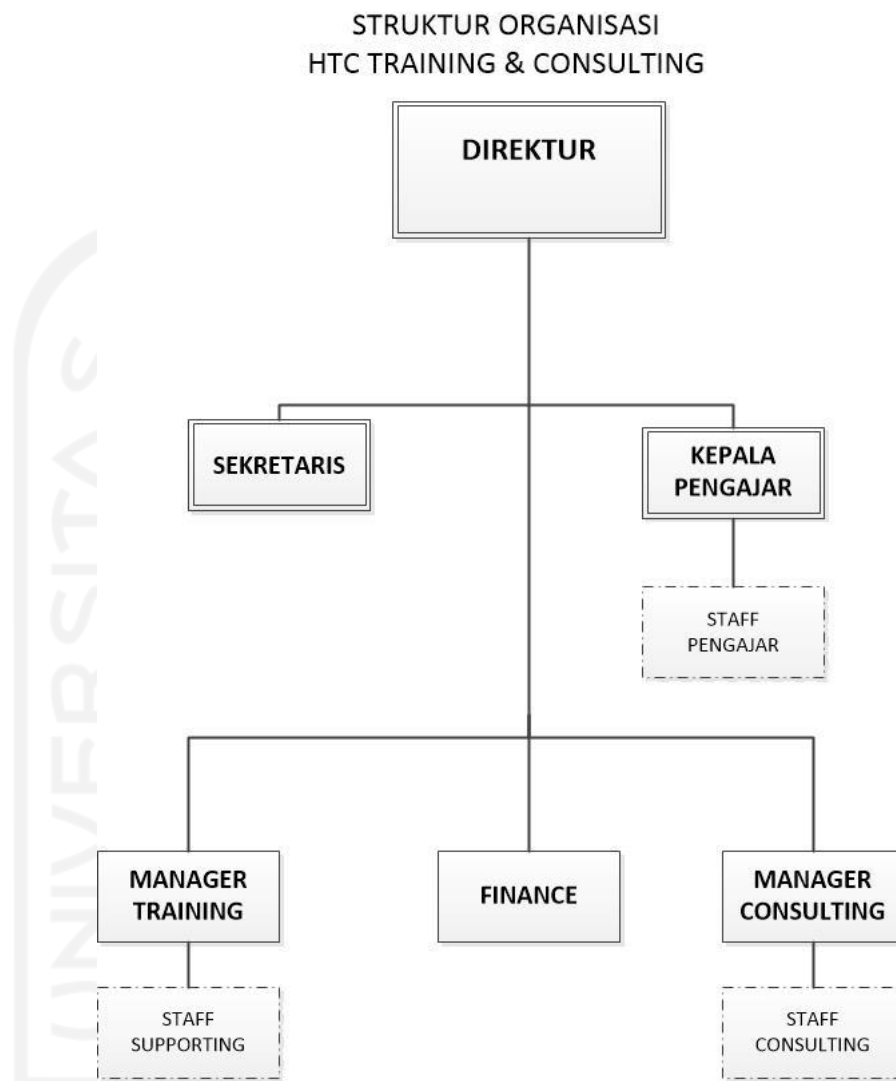 STRUKTUR ORGANISASI
HTC TRAINING & CONSULTING
DIREKTUR
SEKRETARIS
KEPALA
PENGAJAR
STAFF
PENGAJAR
MANAGER
TRAINING
FINANCE
MANAGER
CONSULTING
STAFF
SUPPORTING
STAFF
CONSULTING
UNIVERSITAS S